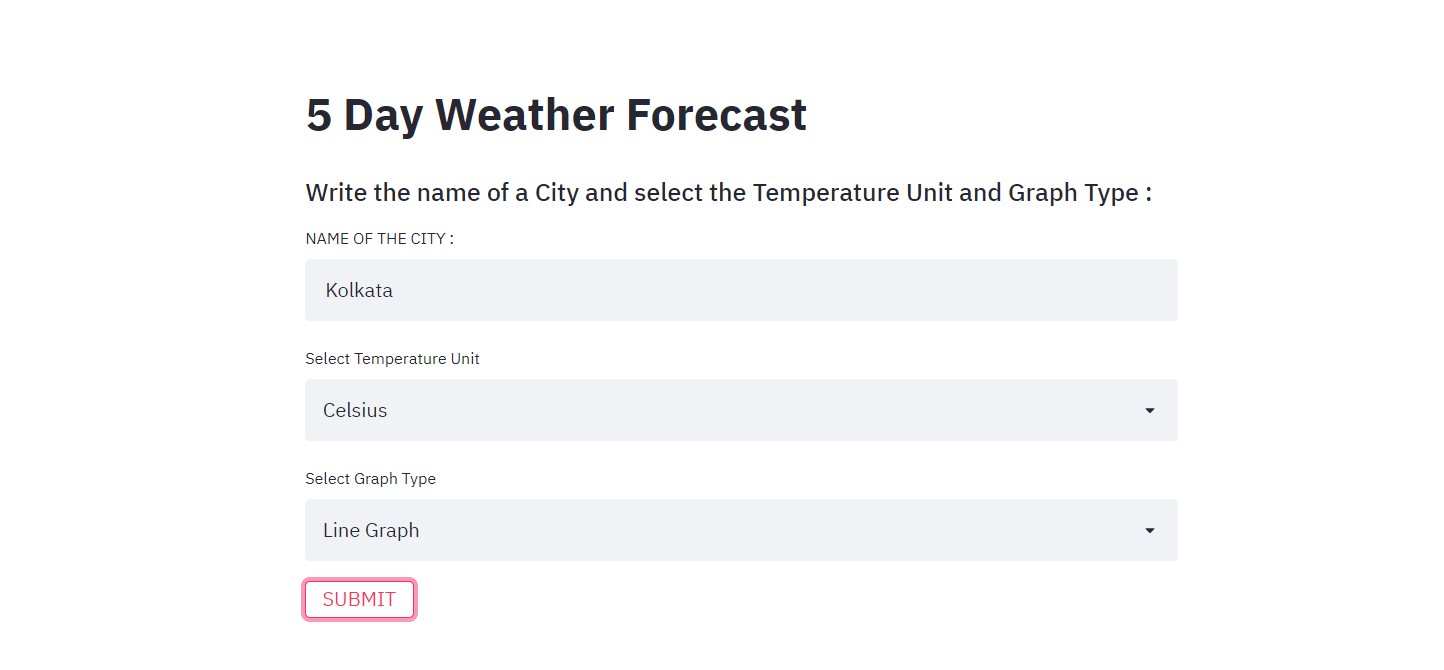 5 Day Weather Forecast
Write the name of a City and select the Temperature Unit and Graph Type :
NAME OF THE CITY :
Kolkata
Select Temperature Unit
Celsius
Select Graph Type
Line Graph
SUBMIT